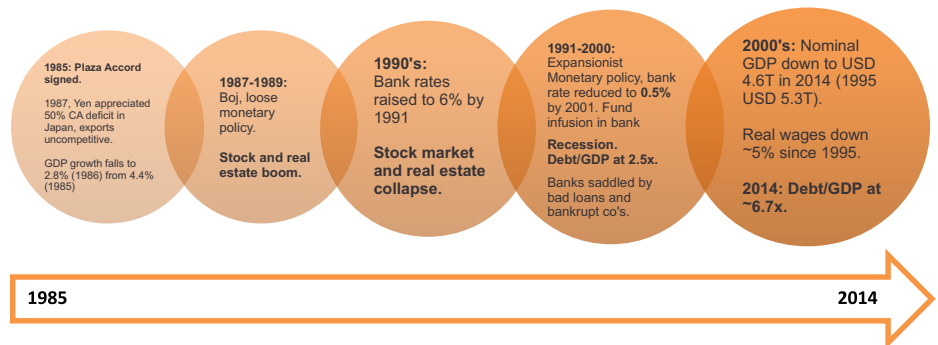 1985: Plaza Accord
signed.
1987, Yen appreciated
50% CA deficit in
Japan, exports
uncompetitive.
GDP growth falls to
2.8% (1986) from 4.4%
(1985)
1987-1989:
Boj, loose
monetary
policy.
Stock and real
estate boom.
1990's:
Bank rates
raised to 6% by
1991
Stock market
and real estate
collapse.
1991-2000:
Expansionist
Monetary policy, bank
rate reduced to 0.5%
by 2001. Fund
infusion in bank
Recession.
Debt/GDP at 2.5x.
Banks saddled by
bad loans and
bankrupt co's.
2000's: Nominal
GDP down to USD
4.6T in 2014 (1995
USD 5.3T).
Real wages down
~5% since 1995.
2014: Debt/GDP at
~6.7x.
1985
2014